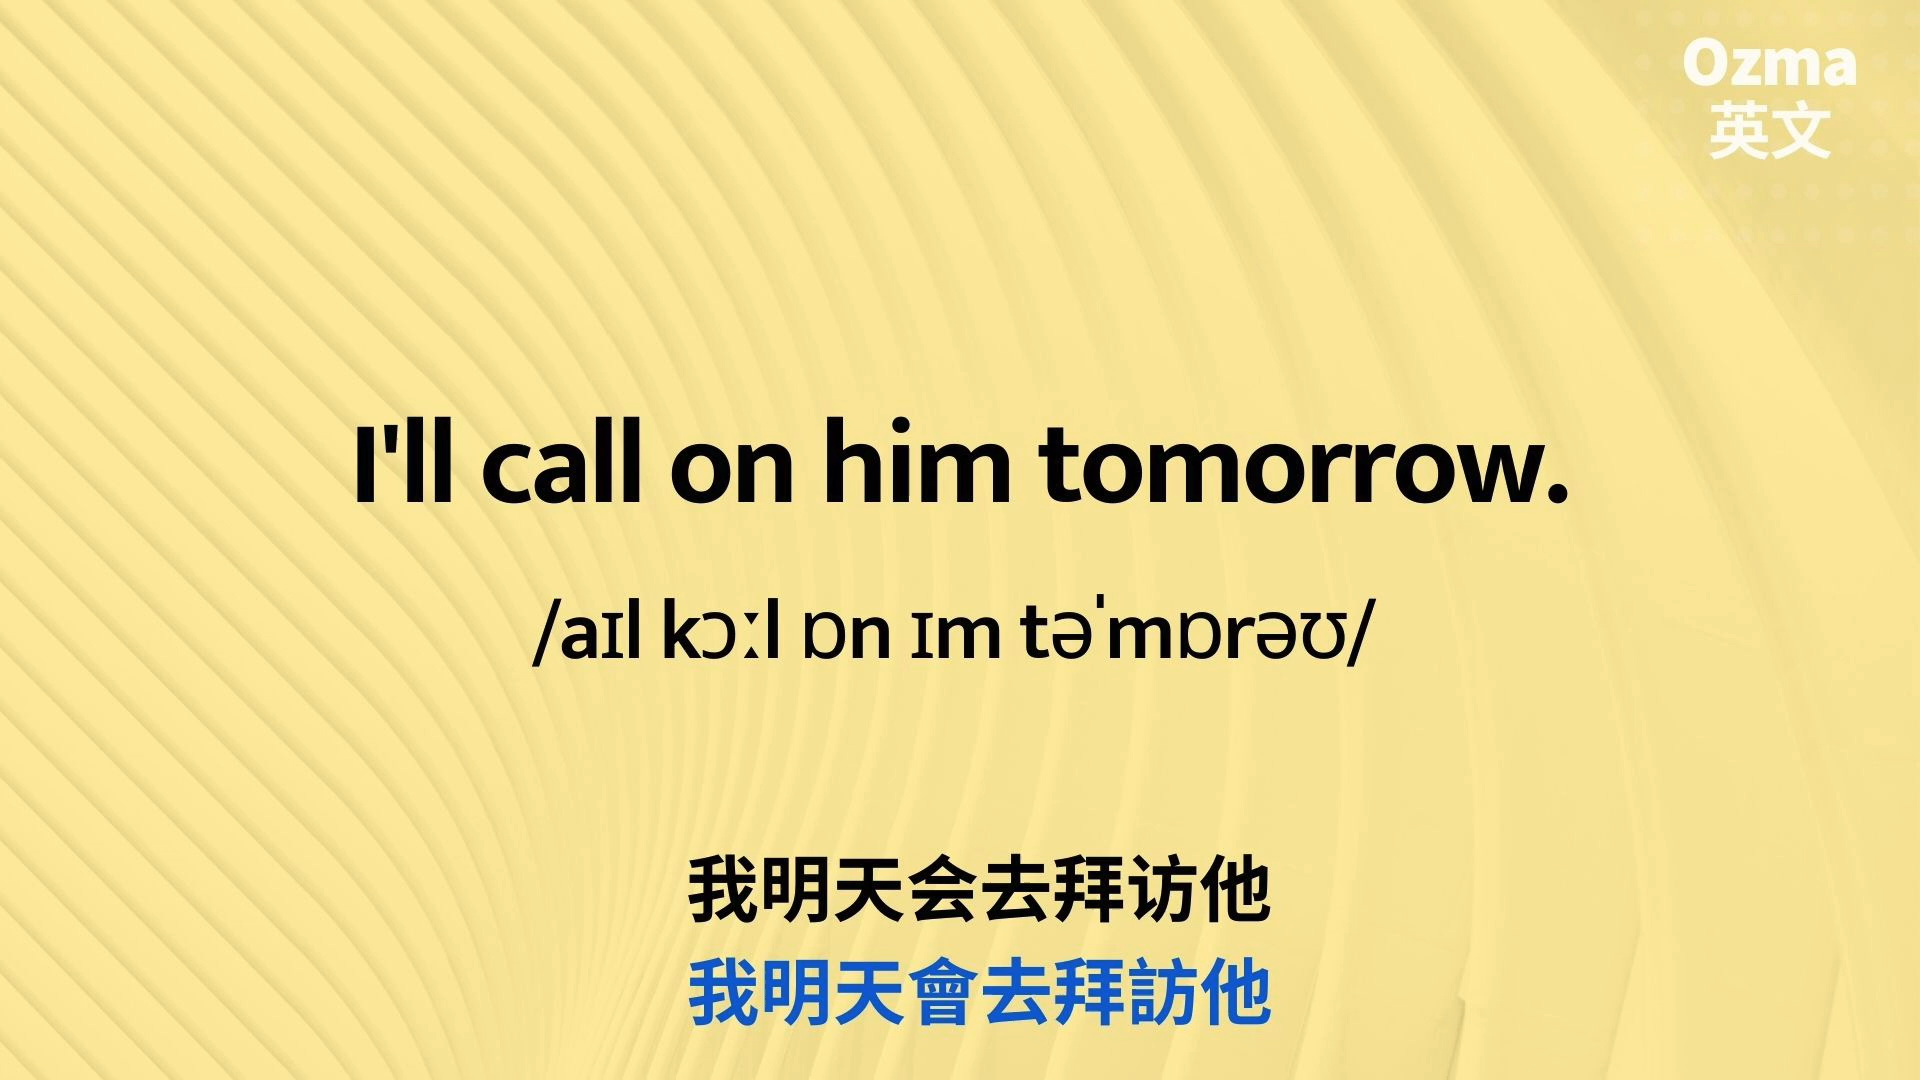 Ozma
英文
I'll call on him tomorrow.
/aɪl kɔːl ɒn ɪm təˈmɒrəʊ/
我明天会去拜访他
我明天會去拜訪他